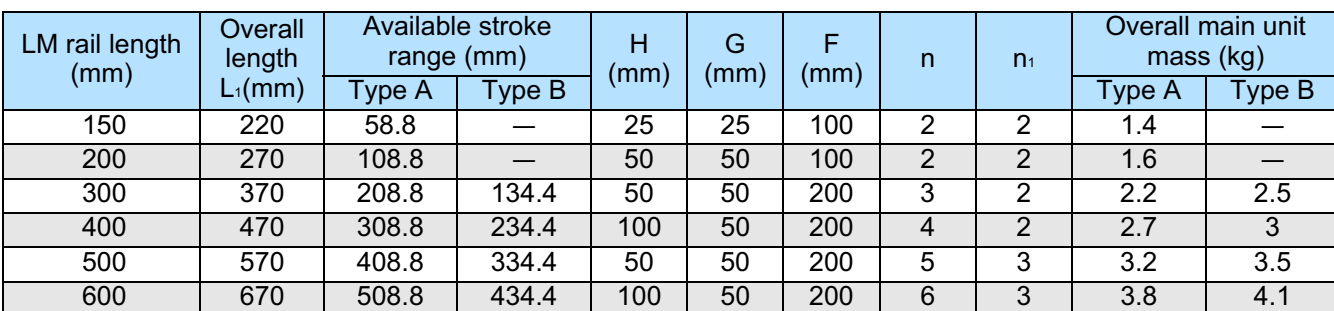 LM rail length (mm) Overall length L₁(mm) Available stroke range (mm) H (mm) G (mm) F (mm) n n₁ Overall main unit mass (kg)
Type A Type B Type A Type B
150 220 58.8 — 25 25 100 2 2 1.4 —
200 270 108.8 — 50 50 100 2 2 1.6 —
300 370 208.8 134.4 50 50 200 3 2 2.2 2.5
400 470 308.8 234.4 100 50 200 4 2 2.7 3
500 570 408.8 334.4 50 50 200 5 3 3.2 3.5
600 670 508.8 434.4 100 50 200 6 3 3.8 4.1